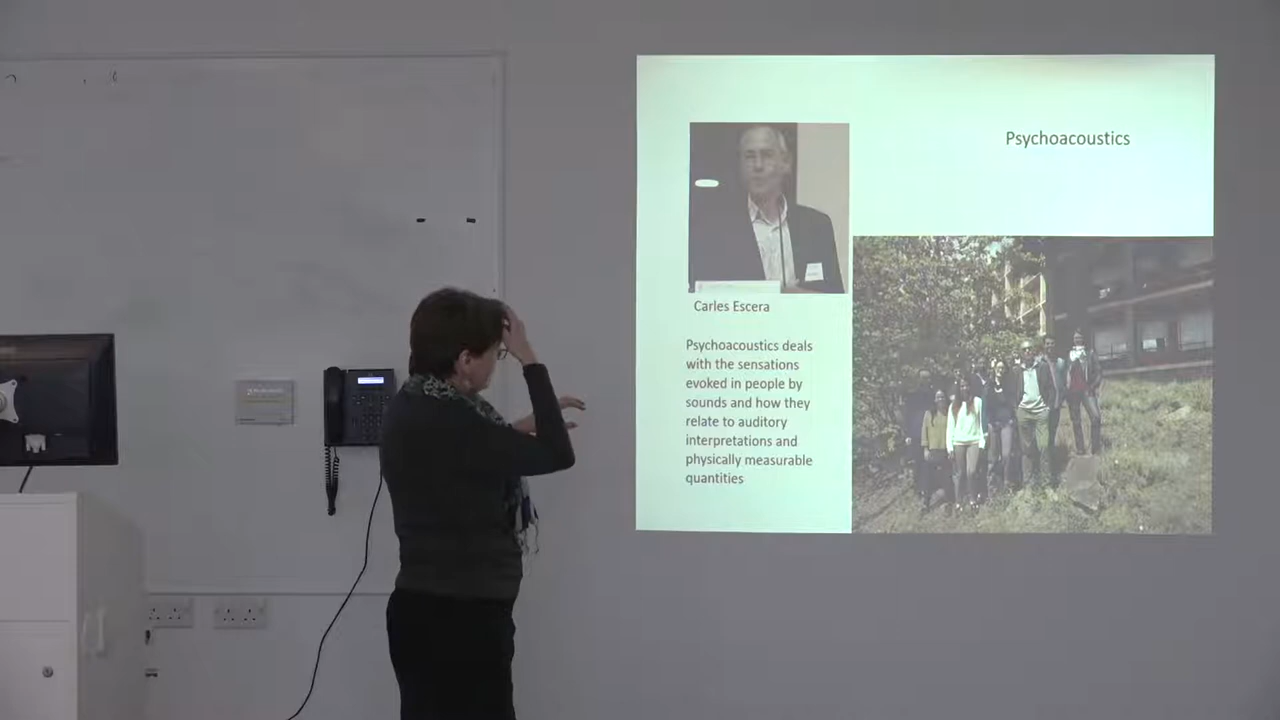 Psychoacoustics
Carles Escera
Psychoacoustics deals
with the sensations
evoked in people by
sounds and how they
relate to auditory
interpretations and
physically measurable
quantities